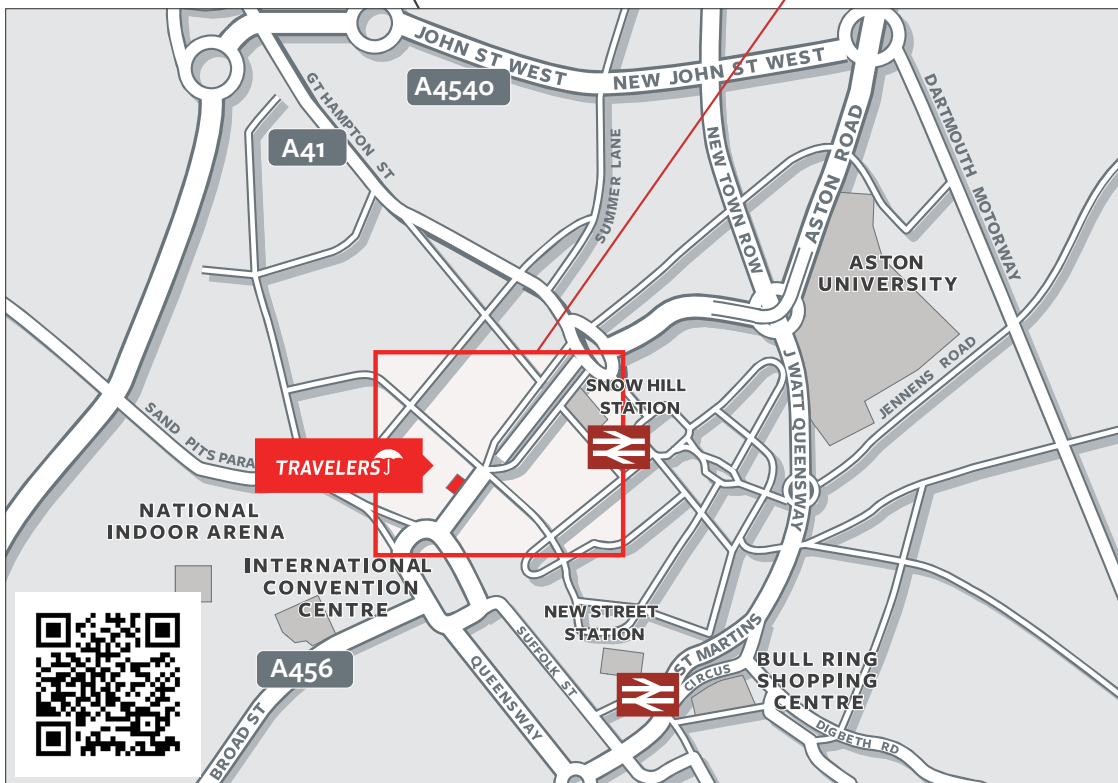 JOHN ST WEST
NEW JOHN ST WEST
A4540
GT HAMPTON ST
A41
SUMMER LANE
NEW TOWN ROW
ASTON ROAD
DARTMOUTH MOTORWAY
ASTON
UNIVERSITY
J WATT QUEENSWAY
JENNENS ROAD
SNOW HILL
STATION
SAND PITS PARA
TRAVELERS
NATIONAL
INDOOR ARENA
INTERNATIONAL
CONVENTION
CENTRE
NEW STREET
STATION
SUFFOLK ST
QUEENSWAY
A456
BROAD ST
ST MARTINS
CIRCUS
BULL RING
SHOPPING
CENTRE
DIGBETH RD